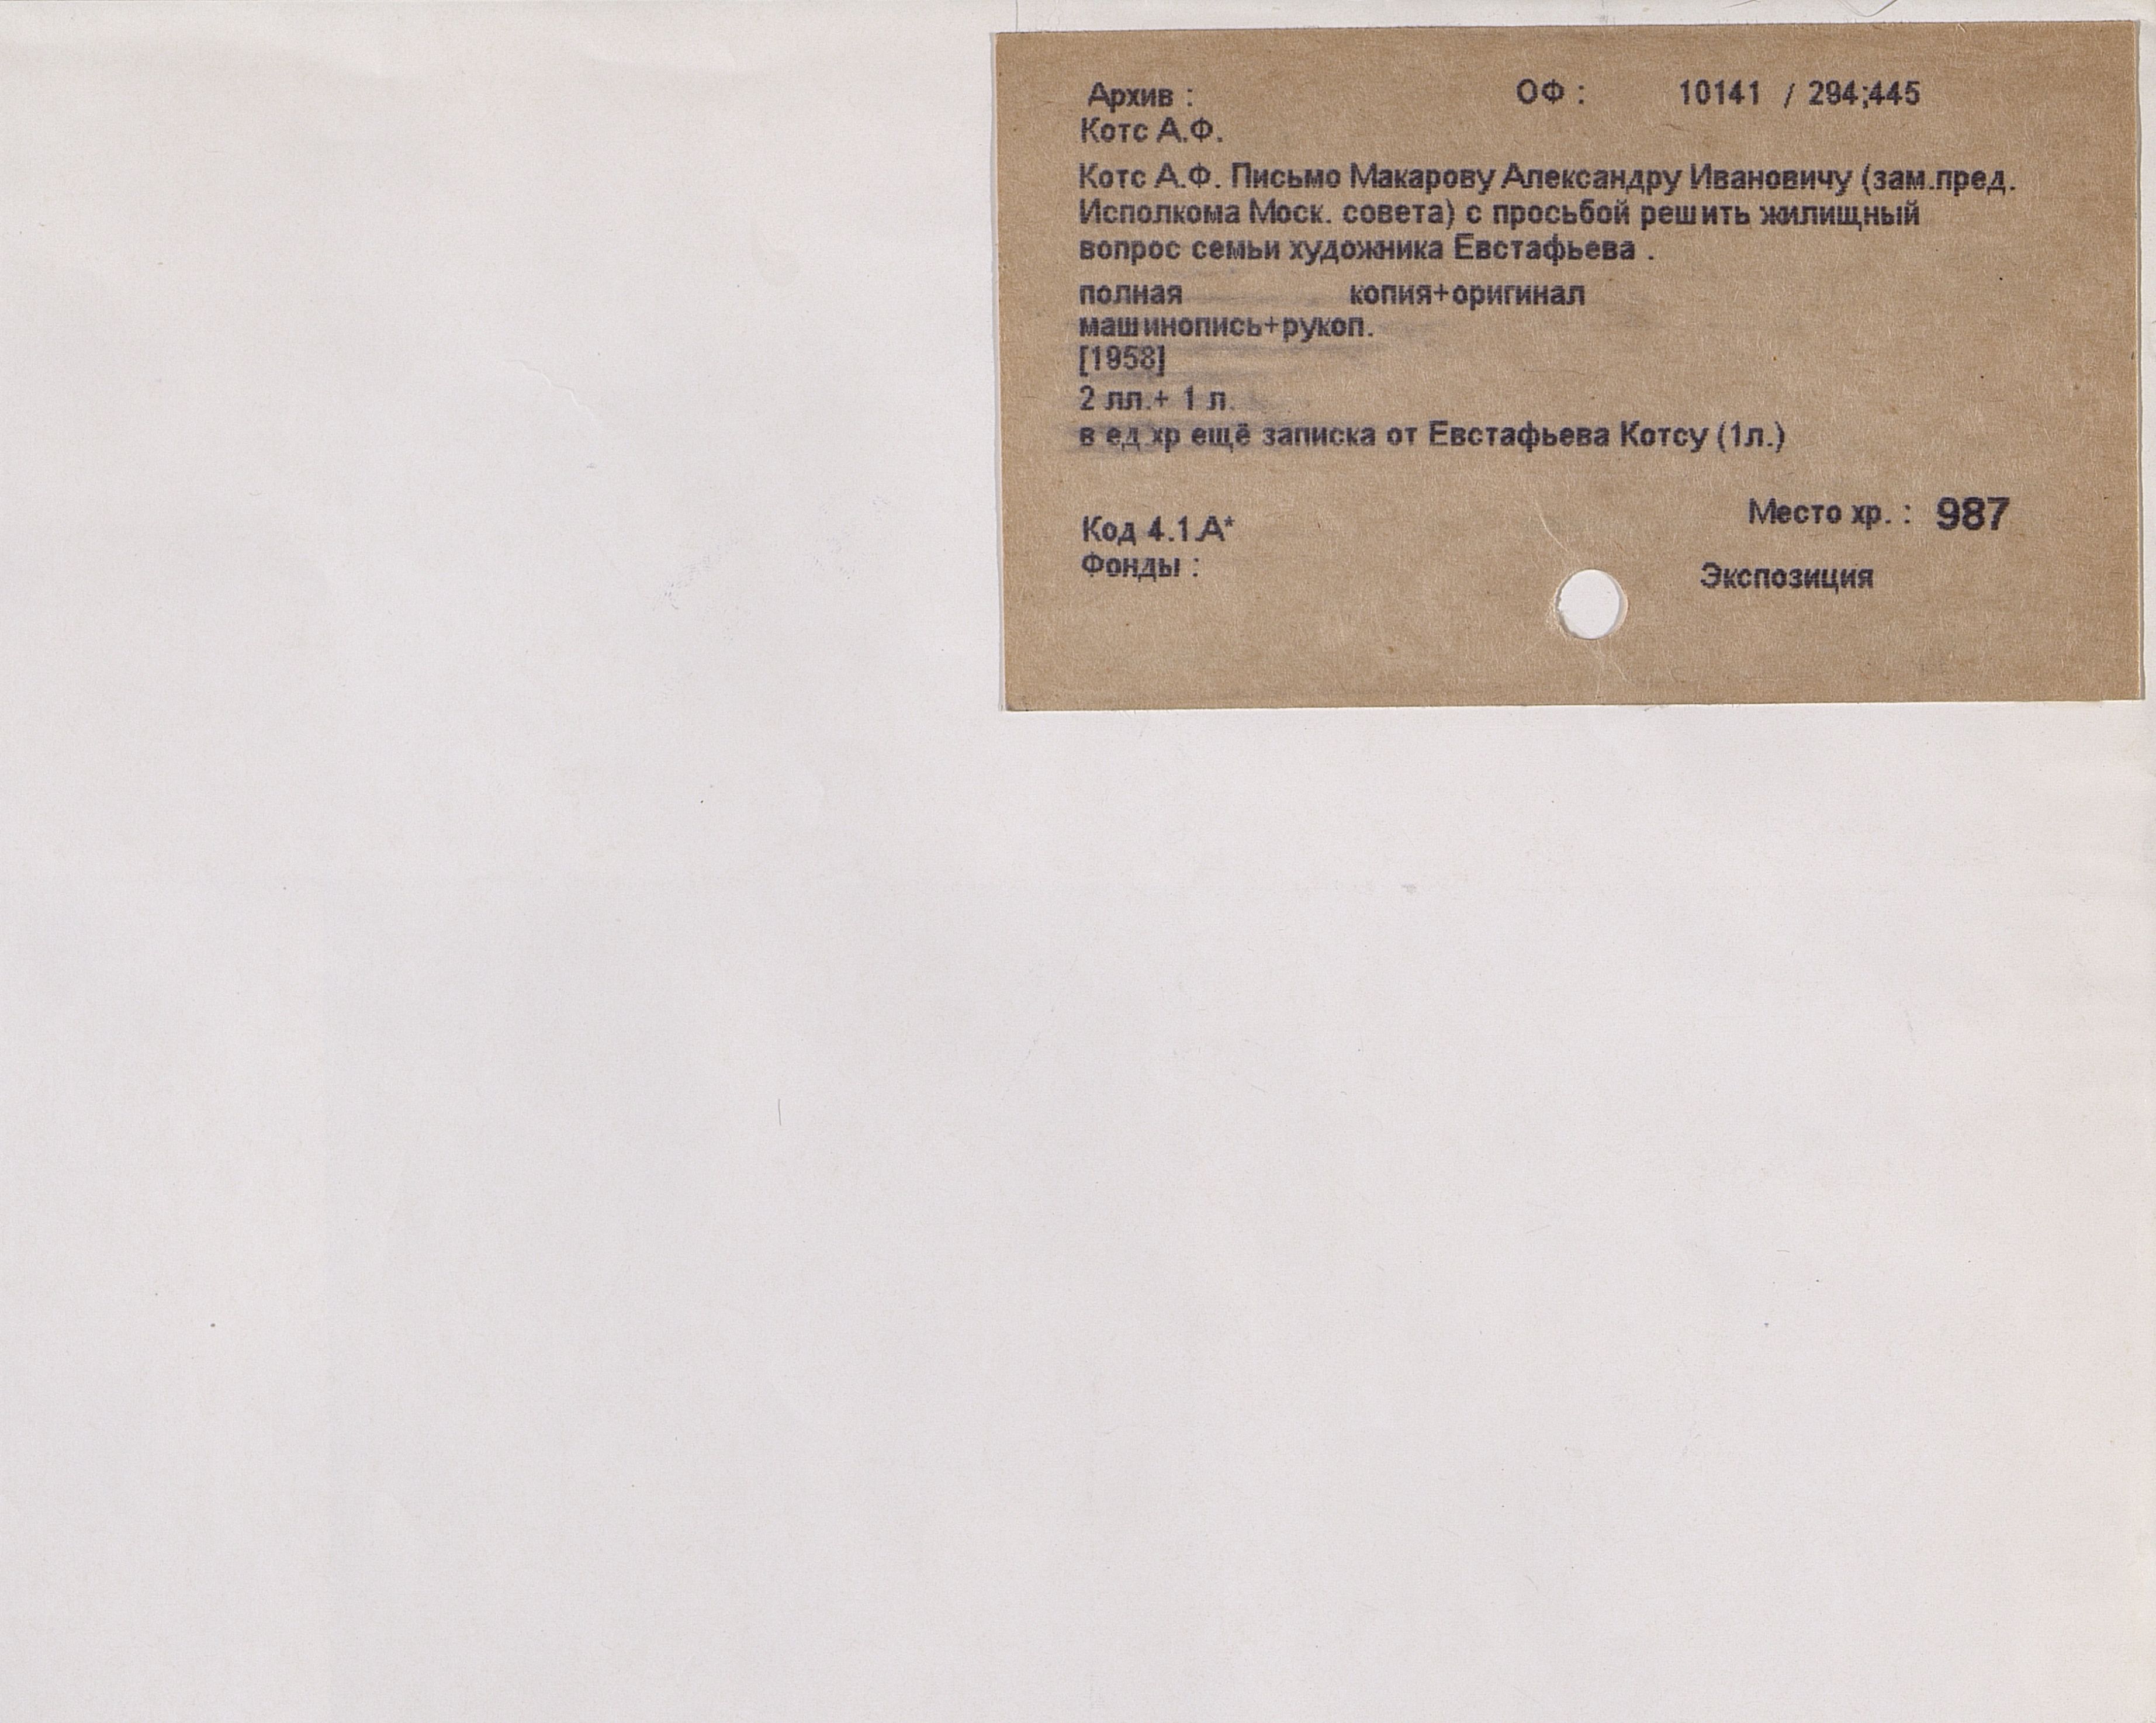 Архив : ОФ : 10141 / 294;445
Котс А.Ф.
Котс А.Ф. Письмо Макарову Александру Ивановичу (зам.пред.
Исполкома Моск. совета) с просьбой решить жилищный
вопрос семьи художника Евстафьева .
полная копия+оригинал
машинопись+рукоп.
[1958]
2 лл.+ 1 л.
в ед хр ещё записка от Евстафьева Котсу (1л.)
Место хр. : 987
Код 4.1.А*
Фонды :
Экспозиция